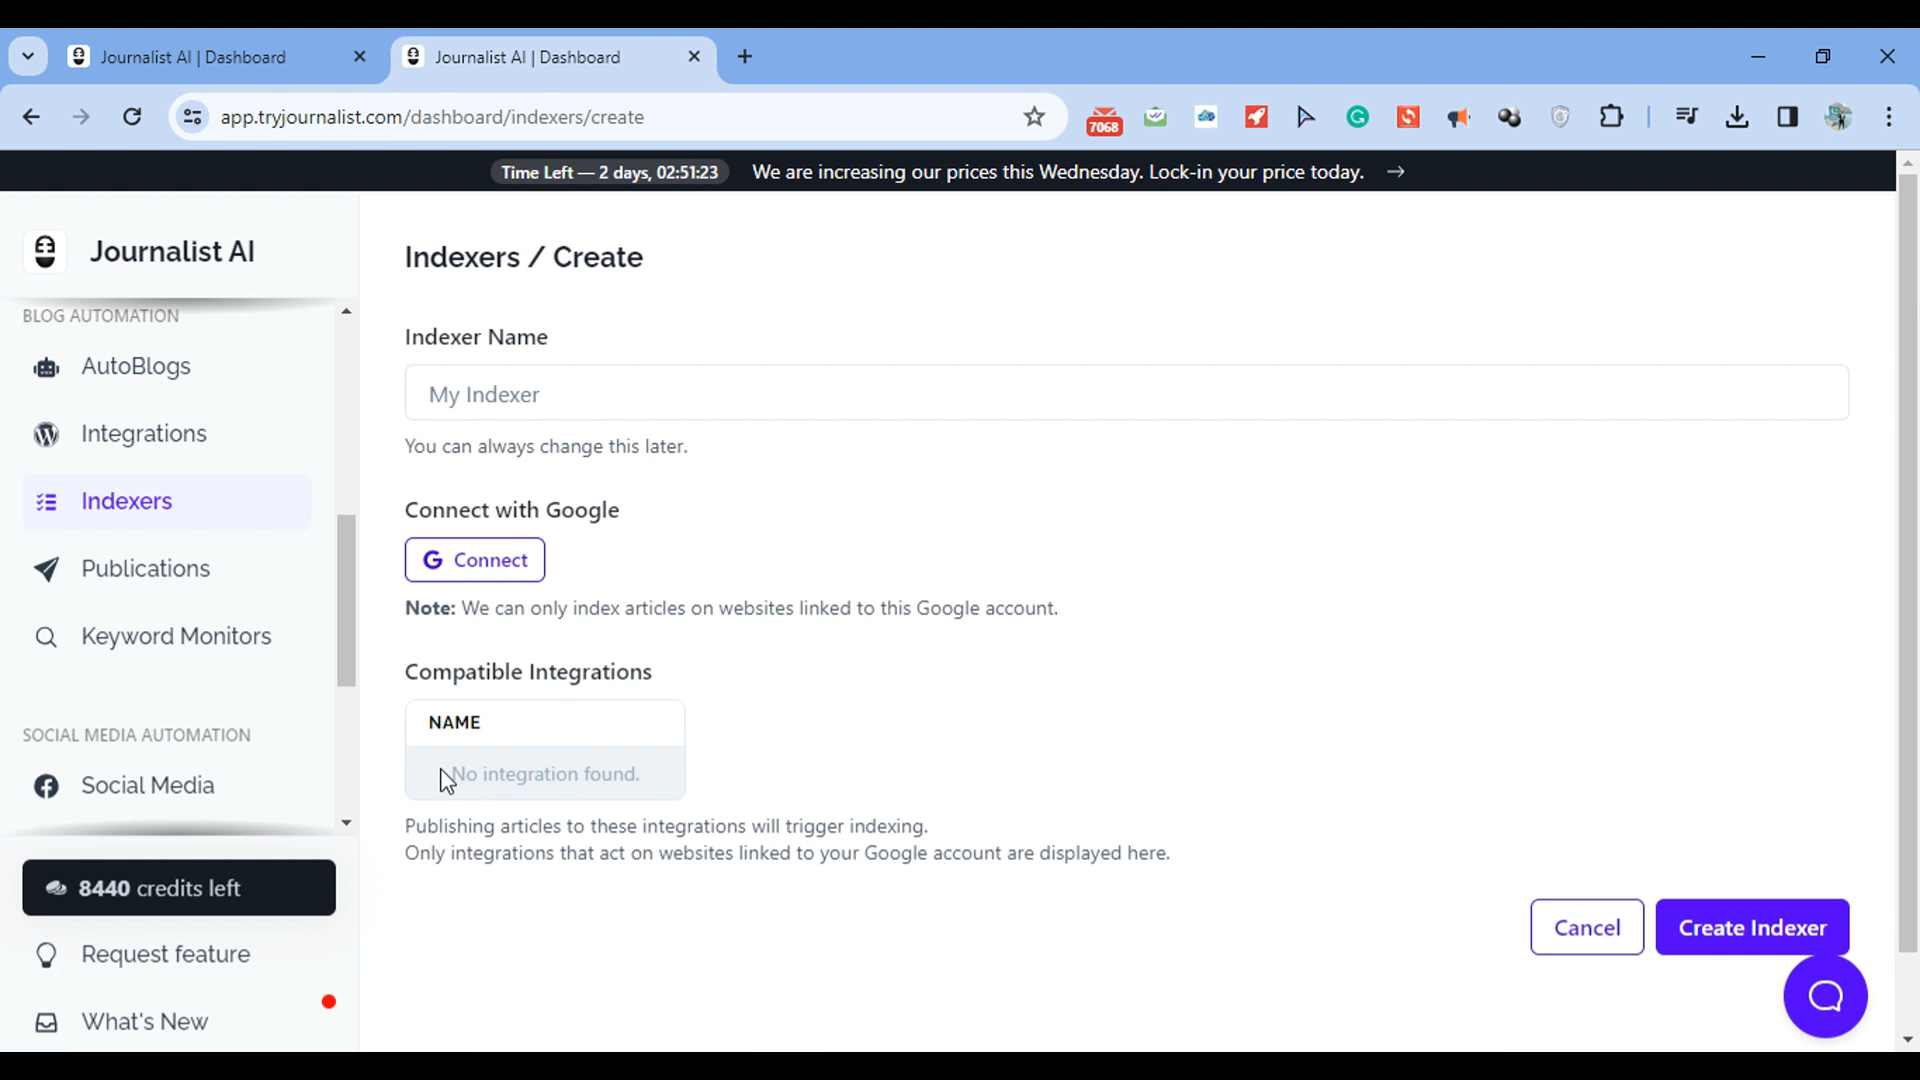 Journalist AI | Dashboard
Journalist AI | Dashboard
app.tryjournalist.com/dashboard/indexers/create
7068
Time Left — 2 days, 02:51:23 We are increasing our prices this Wednesday. Lock-in your price today. →
Journalist AI
BLOG AUTOMATION
AutoBlogs
Integrations
Indexers
Publications
Keyword Monitors
SOCIAL MEDIA AUTOMATION
Social Media
8440 credits left
Request feature
What's New
Indexers / Create
Indexer Name
My Indexer
You can always change this later.
Connect with Google
G Connect
Note: We can only index articles on websites linked to this Google account.
Compatible Integrations
NAME
No integration found.
Publishing articles to these integrations will trigger indexing.
Only integrations that act on websites linked to your Google account are displayed here.
Cancel
Create Indexer